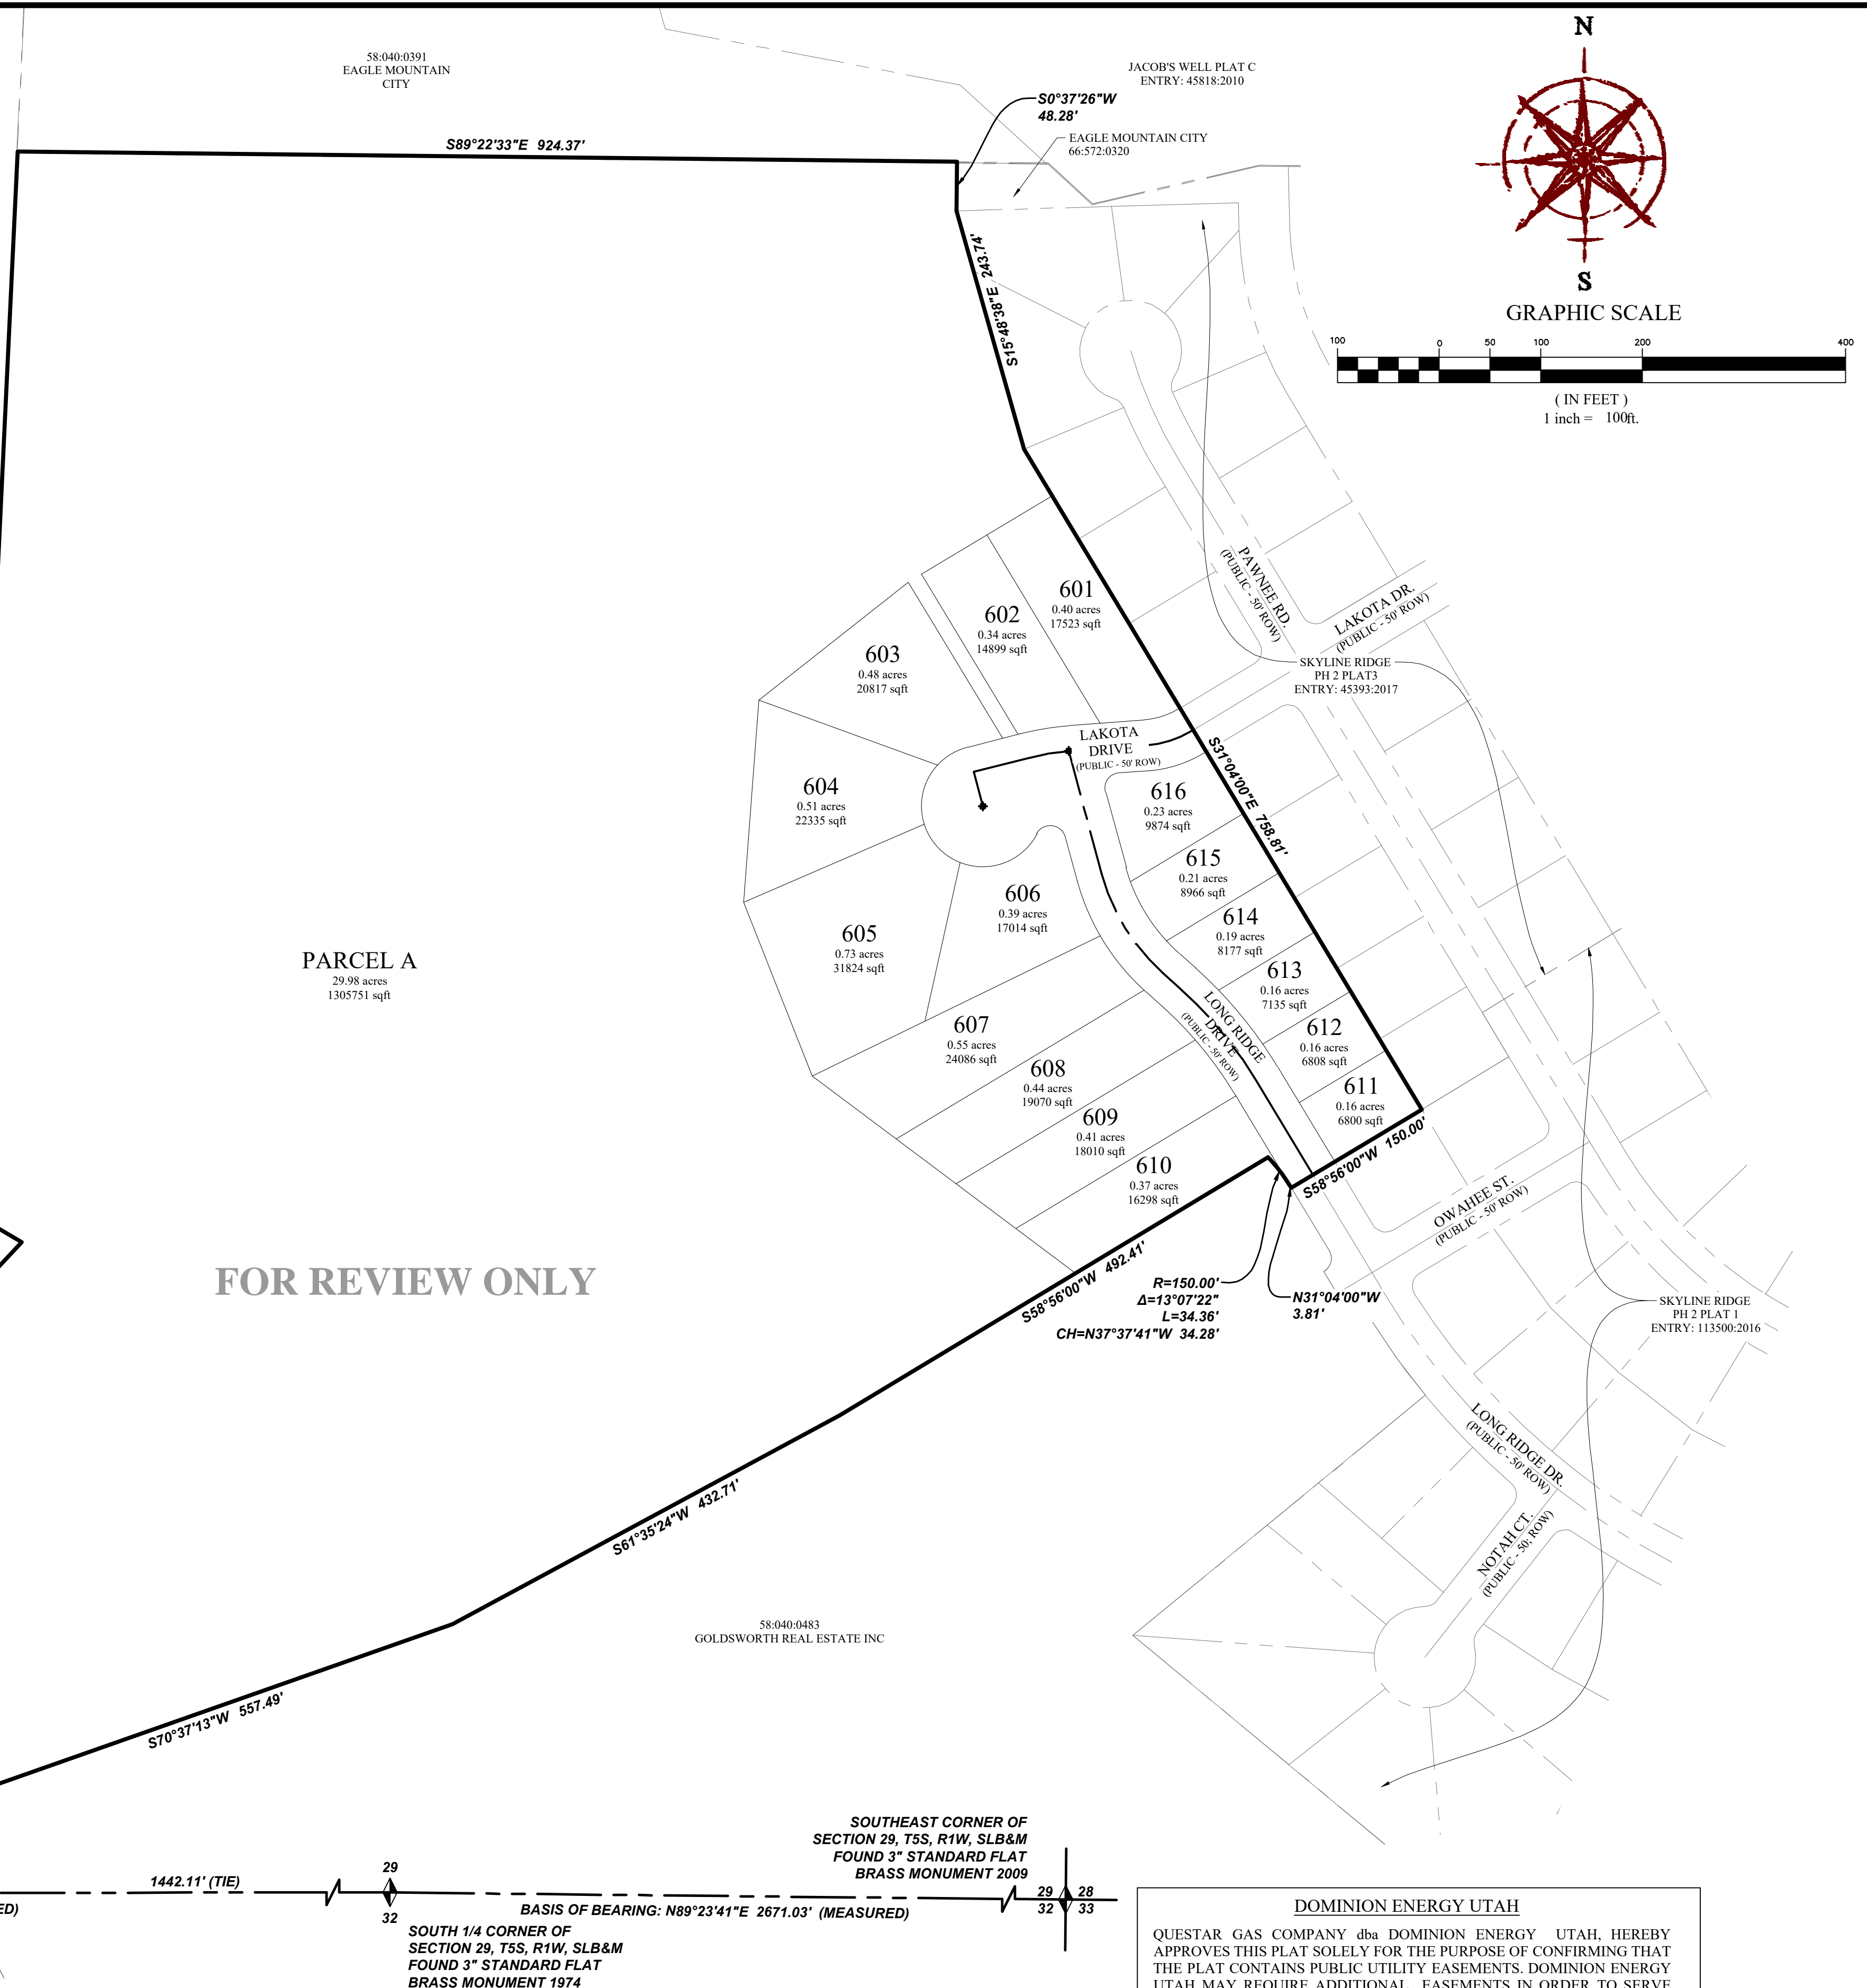 58:040:0391
EAGLE MOUNTAIN
CITY
JACOB'S WELL PLAT C
ENTRY: 45818:2010
N
S
S0°37'26"W
48.28'
EAGLE MOUNTAIN CITY
66:572:0320
S89°22'33"E 924.37'
S15°48'38"E 243.74'
GRAPHIC SCALE
100 0 50 100 200 400
( IN FEET )
1 inch = 100ft.
PAWNEE RD.
(PUBLIC - 50' ROW)
LAKOTA DR.
(PUBLIC - 50' ROW)
SKYLINE RIDGE
PH 2 PLAT3
ENTRY: 45393:2017
601
0.40 acres
17523 sqft
602
0.34 acres
14899 sqft
603
0.48 acres
20817 sqft
LAKOTA
DRIVE
(PUBLIC - 50' ROW)
S31°04'00"E 758.81'
604
0.51 acres
22335 sqft
616
0.23 acres
9874 sqft
615
0.21 acres
8966 sqft
606
0.39 acres
17014 sqft
614
0.19 acres
8177 sqft
605
0.73 acres
31824 sqft
613
0.16 acres
7135 sqft
PARCEL A
29.98 acres
1305751 sqft
LONG RIDGE
DRIVE
(PUBLIC - 50' ROW)
607
0.55 acres
24086 sqft
612
0.16 acres
6808 sqft
608
0.44 acres
19070 sqft
611
0.16 acres
6800 sqft
609
0.41 acres
18010 sqft
610
0.37 acres
16298 sqft
S58°56'00"W 150.00'
OWAHEE ST.
(PUBLIC - 50' ROW)
FOR REVIEW ONLY
S58°56'00"W 492.41'
R=150.00'
Δ=13°07'22"
L=34.36'
CH=N37°37'41"W 34.28'
N31°04'00"W
3.81'
SKYLINE RIDGE
PH 2 PLAT 1
ENTRY: 113500:2016
LONG RIDGE DR.
(PUBLIC - 50' ROW)
S61°35'24"W 432.71'
NOTAH CT.
(PUBLIC - 50; ROW)
58:040:0483
GOLDSWORTH REAL ESTATE INC
S70°37'13"W 557.49'
SOUTHEAST CORNER OF
SECTION 29, T5S, R1W, SLB&M
FOUND 3" STANDARD FLAT
BRASS MONUMENT 2009
1442.11' (TIE)
29
32
29 28
32 33
ED)
BASIS OF BEARING: N89°23'41"E 2671.03' (MEASURED)
SOUTH 1/4 CORNER OF
SECTION 29, T5S, R1W, SLB&M
FOUND 3" STANDARD FLAT
BRASS MONUMENT 1974
DOMINION ENERGY UTAH
QUESTAR GAS COMPANY dba DOMINION ENERGY UTAH, HEREBY
APPROVES THIS PLAT SOLELY FOR THE PURPOSE OF CONFIRMING THAT
THE PLAT CONTAINS PUBLIC UTILITY EASEMENTS. DOMINION ENERGY
UTAH MAY REQUIRE ADDITIONAL EASEMENTS IN ORDER TO SERVE